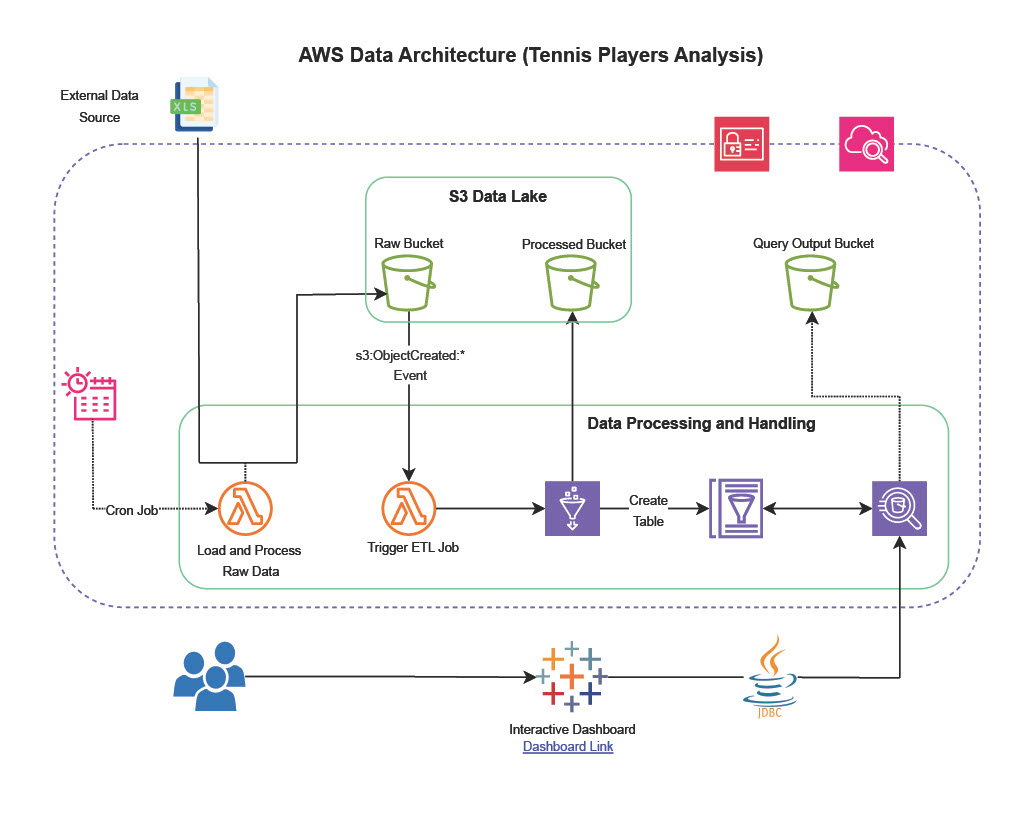 AWS Data Architecture (Tennis Players Analysis)
External Data
Source
XLS
S3 Data Lake
Raw Bucket
Processed Bucket
Query Output Bucket
s3:ObjectCreated:*
Event
Data Processing and Handling
Cron Job
Load and Process
Raw Data
Trigger ETL Job
Create
Table
JDBC
Interactive Dashboard
Dashboard Link